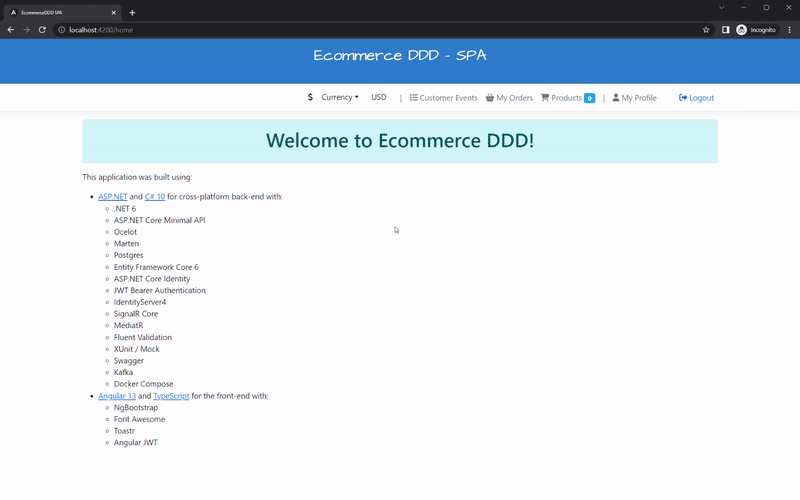 EcommerceDDD SPA
localhost:4200/home
Incognito
Ecommerce DDD - SPA
$ Currency USD | Customer Events My Orders Products 0 | My Profile Logout
Welcome to Ecommerce DDD!
This application was built using:
ASP.NET and C# 10 for cross-platform back-end with:
.NET 6
ASP.NET Core Minimal API
Ocelot
Marten
Postgres
Entity Framework Core 6
ASP.NET Core Identity
JWT Bearer Authentication
IdentityServer4
SignalR Core
MediatR
Fluent Validation
XUnit / Mock
Swagger
Kafka
Docker Compose
Angular 13 and TypeScript for the front-end with:
NgBootstrap
Font Awesome
Toastr
Angular JWT